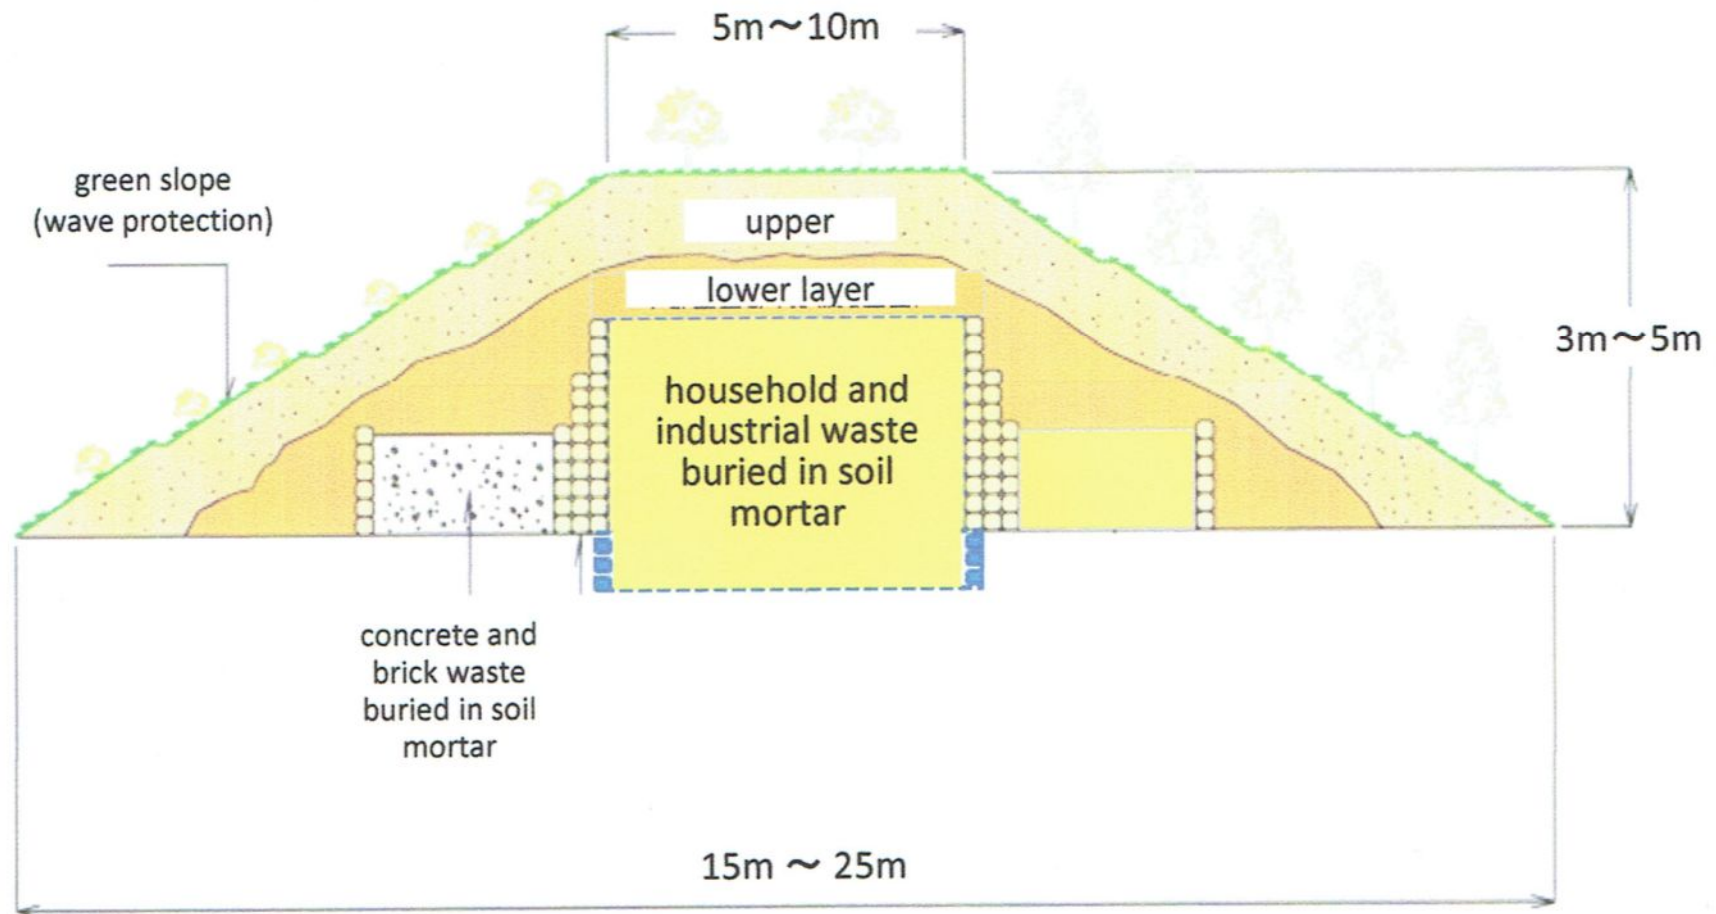 5m～10m
green slope
(wave protection)
upper
lower layer
3m～5m
household and
industrial waste
buried in soil
mortar
concrete and
brick waste
buried in soil
mortar
15m ～ 25m